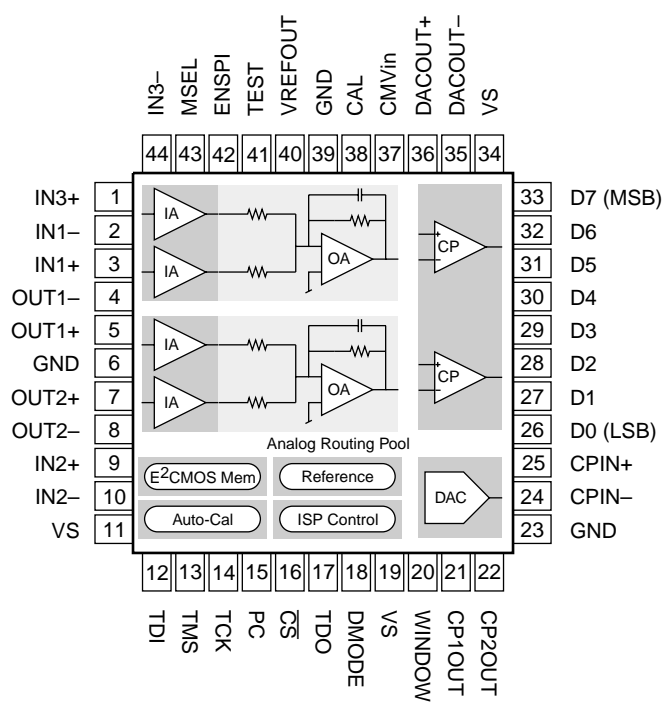 IN3–
MSEL
ENSPI
TEST
VREFOUT
GND
CAL
CMVin
DACOUT+
DACOUT–
VS
44 43 42 41 40 39 38 37 36 35 34
IN3+ 1
IN1– 2
IN1+ 3
OUT1– 4
OUT1+ 5
GND 6
OUT2+ 7
OUT2– 8
IN2+ 9
IN2– 10
VS 11
IA
IA
OA
CP
IA
IA
OA
CP
Analog Routing Pool
E²CMOS Mem
Reference
Auto-Cal
ISP Control
DAC
33 D7 (MSB)
32 D6
31 D5
30 D4
29 D3
28 D2
27 D1
26 D0 (LSB)
25 CPIN+
24 CPIN–
23 GND
12 13 14 15 16 17 18 19 20 21 22
TDI
TMS
TCK
PC
C̅S̅
TDO
DMODE
VS
WINDOW
CP1OUT
CP2OUT